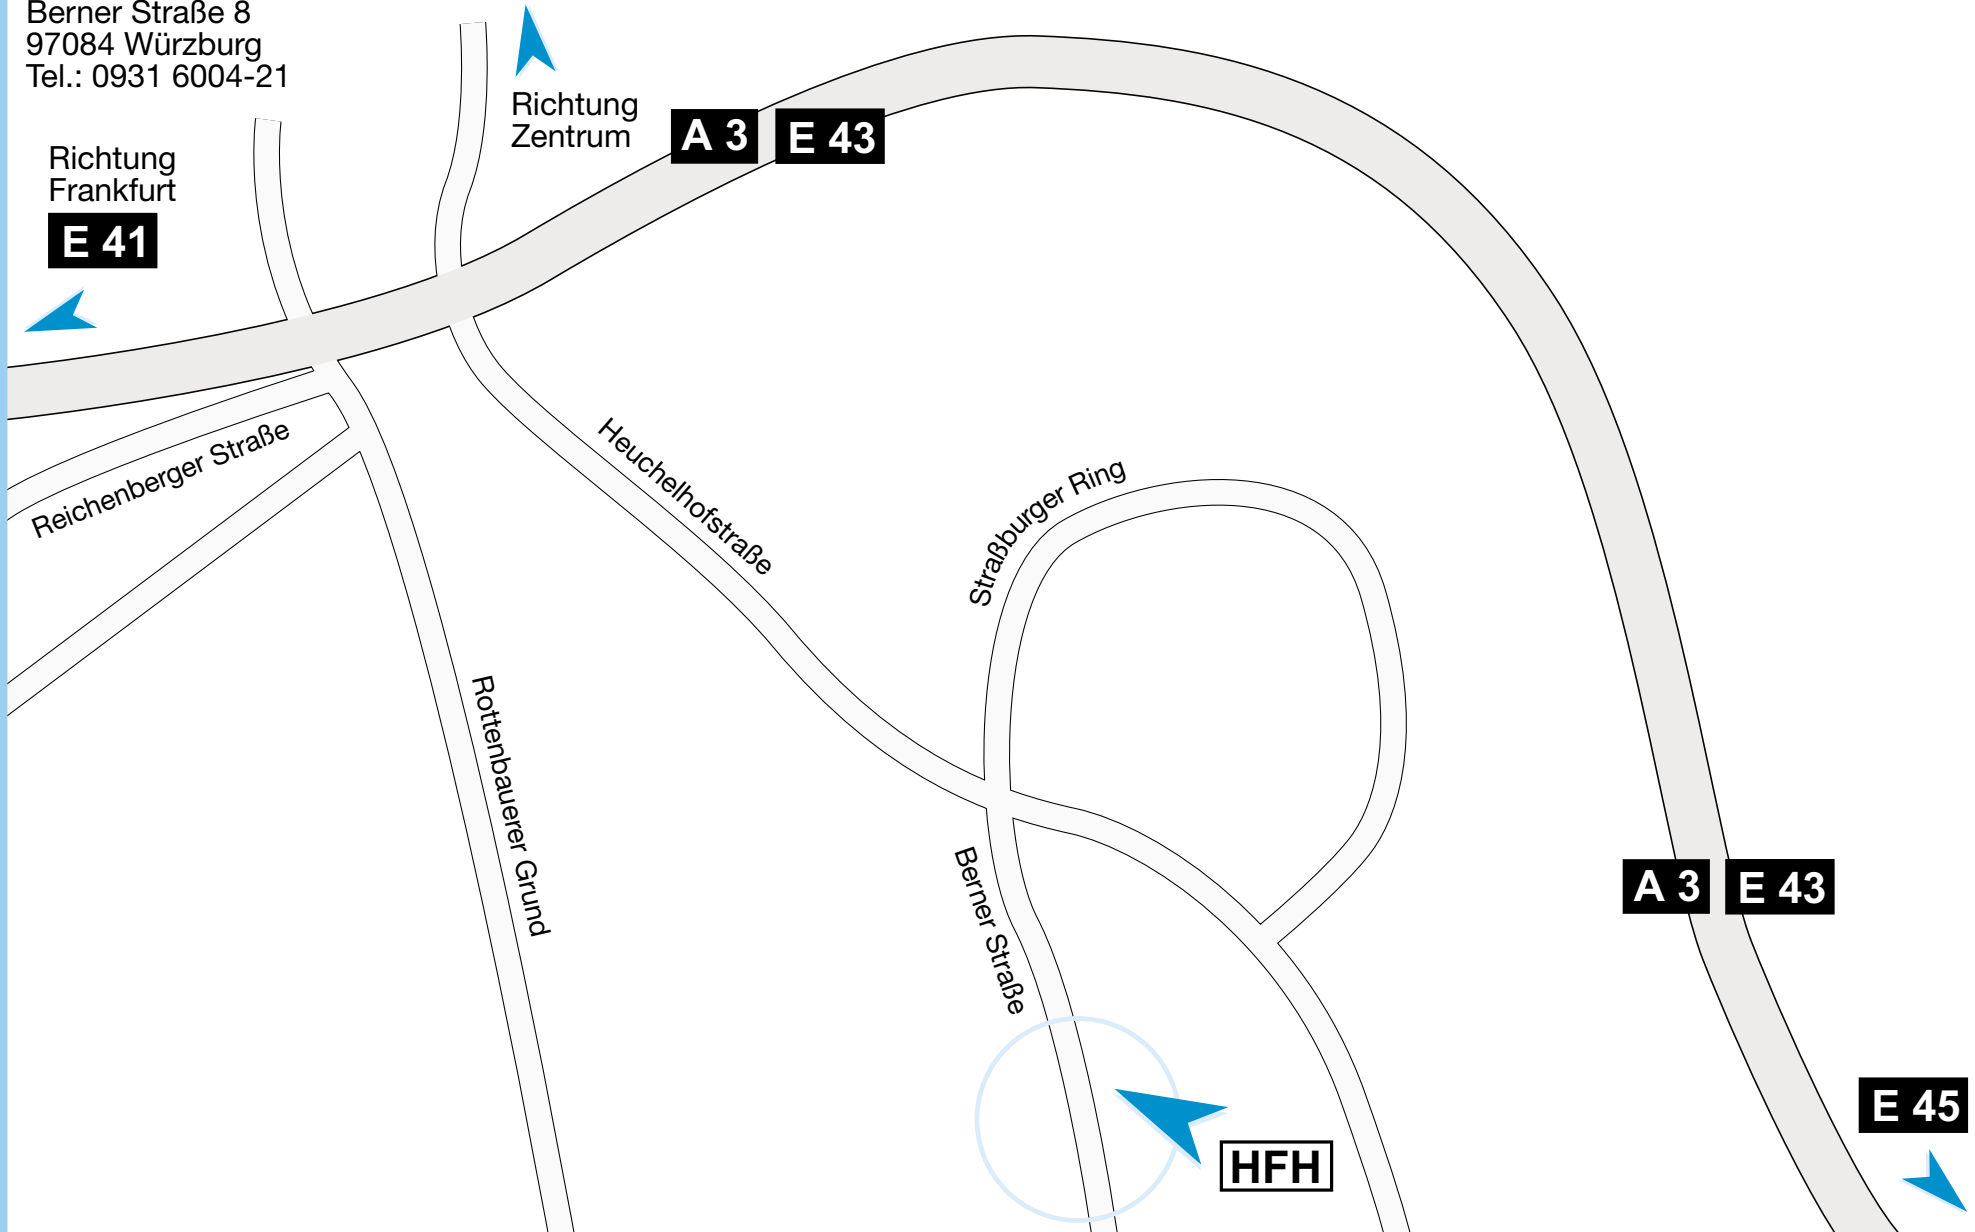 Berner Straße 8
97084 Würzburg
Tel.: 0931 6004-21
Richtung
Zentrum
A 3
E 43
Richtung
Frankfurt
E 41
Reichenberger Straße
Heuchelhofstraße
Straßburger Ring
Rottenbauerer Grund
Berner Straße
A 3
E 43
E 45
HFH